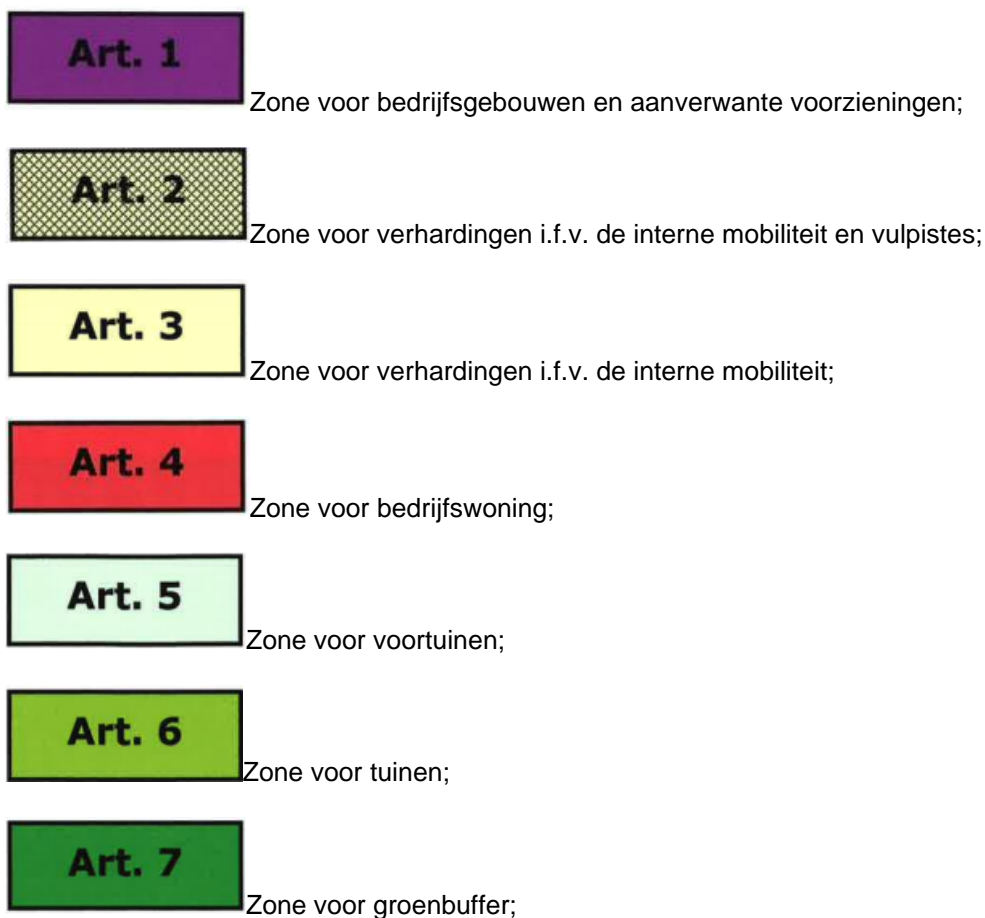 Art. 1
Zone voor bedrijfsgebouwen en aanverwante voorzieningen;
Art. 2
Zone voor verhardingen i.f.v. de interne mobiliteit en vulpistes;
Art. 3
Zone voor verhardingen i.f.v. de interne mobiliteit;
Art. 4
Zone voor bedrijfswoning;
Art. 5
Zone voor voortuinen;
Art. 6
Zone voor tuinen;
Art. 7
Zone voor groenbuffer;